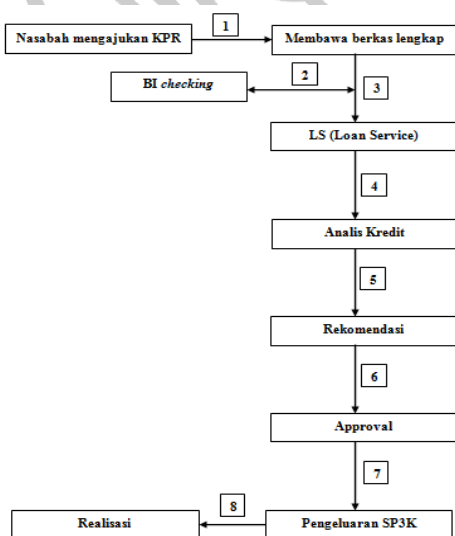 1
Nasabah mengajukan KPR
Membawa berkas lengkap
2
BI checking
3
LS (Loan Service)
4
Analis Kredit
5
Rekomendasi
6
Approval
7
8
Realisasi
Pengeluaran SP3K